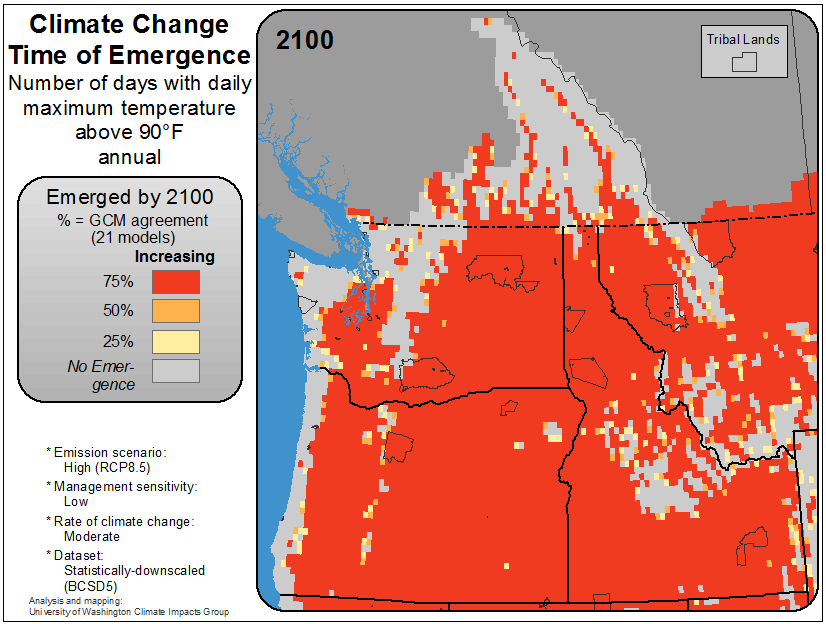 Climate Change
Time of Emergence
Number of days with daily
maximum temperature
above 90°F
annual
Emerged by 2100
% = GCM agreement
(21 models)
Increasing
75%
50%
25%
No Emer-
gence
* Emission scenario:
High (RCP8.5)
* Management sensitivity:
Low
* Rate of climate change:
Moderate
* Dataset:
Statistically-downscaled
(BCSD5)
Analysis and mapping:
University of Washington Climate Impacts Group
2100
Tribal Lands